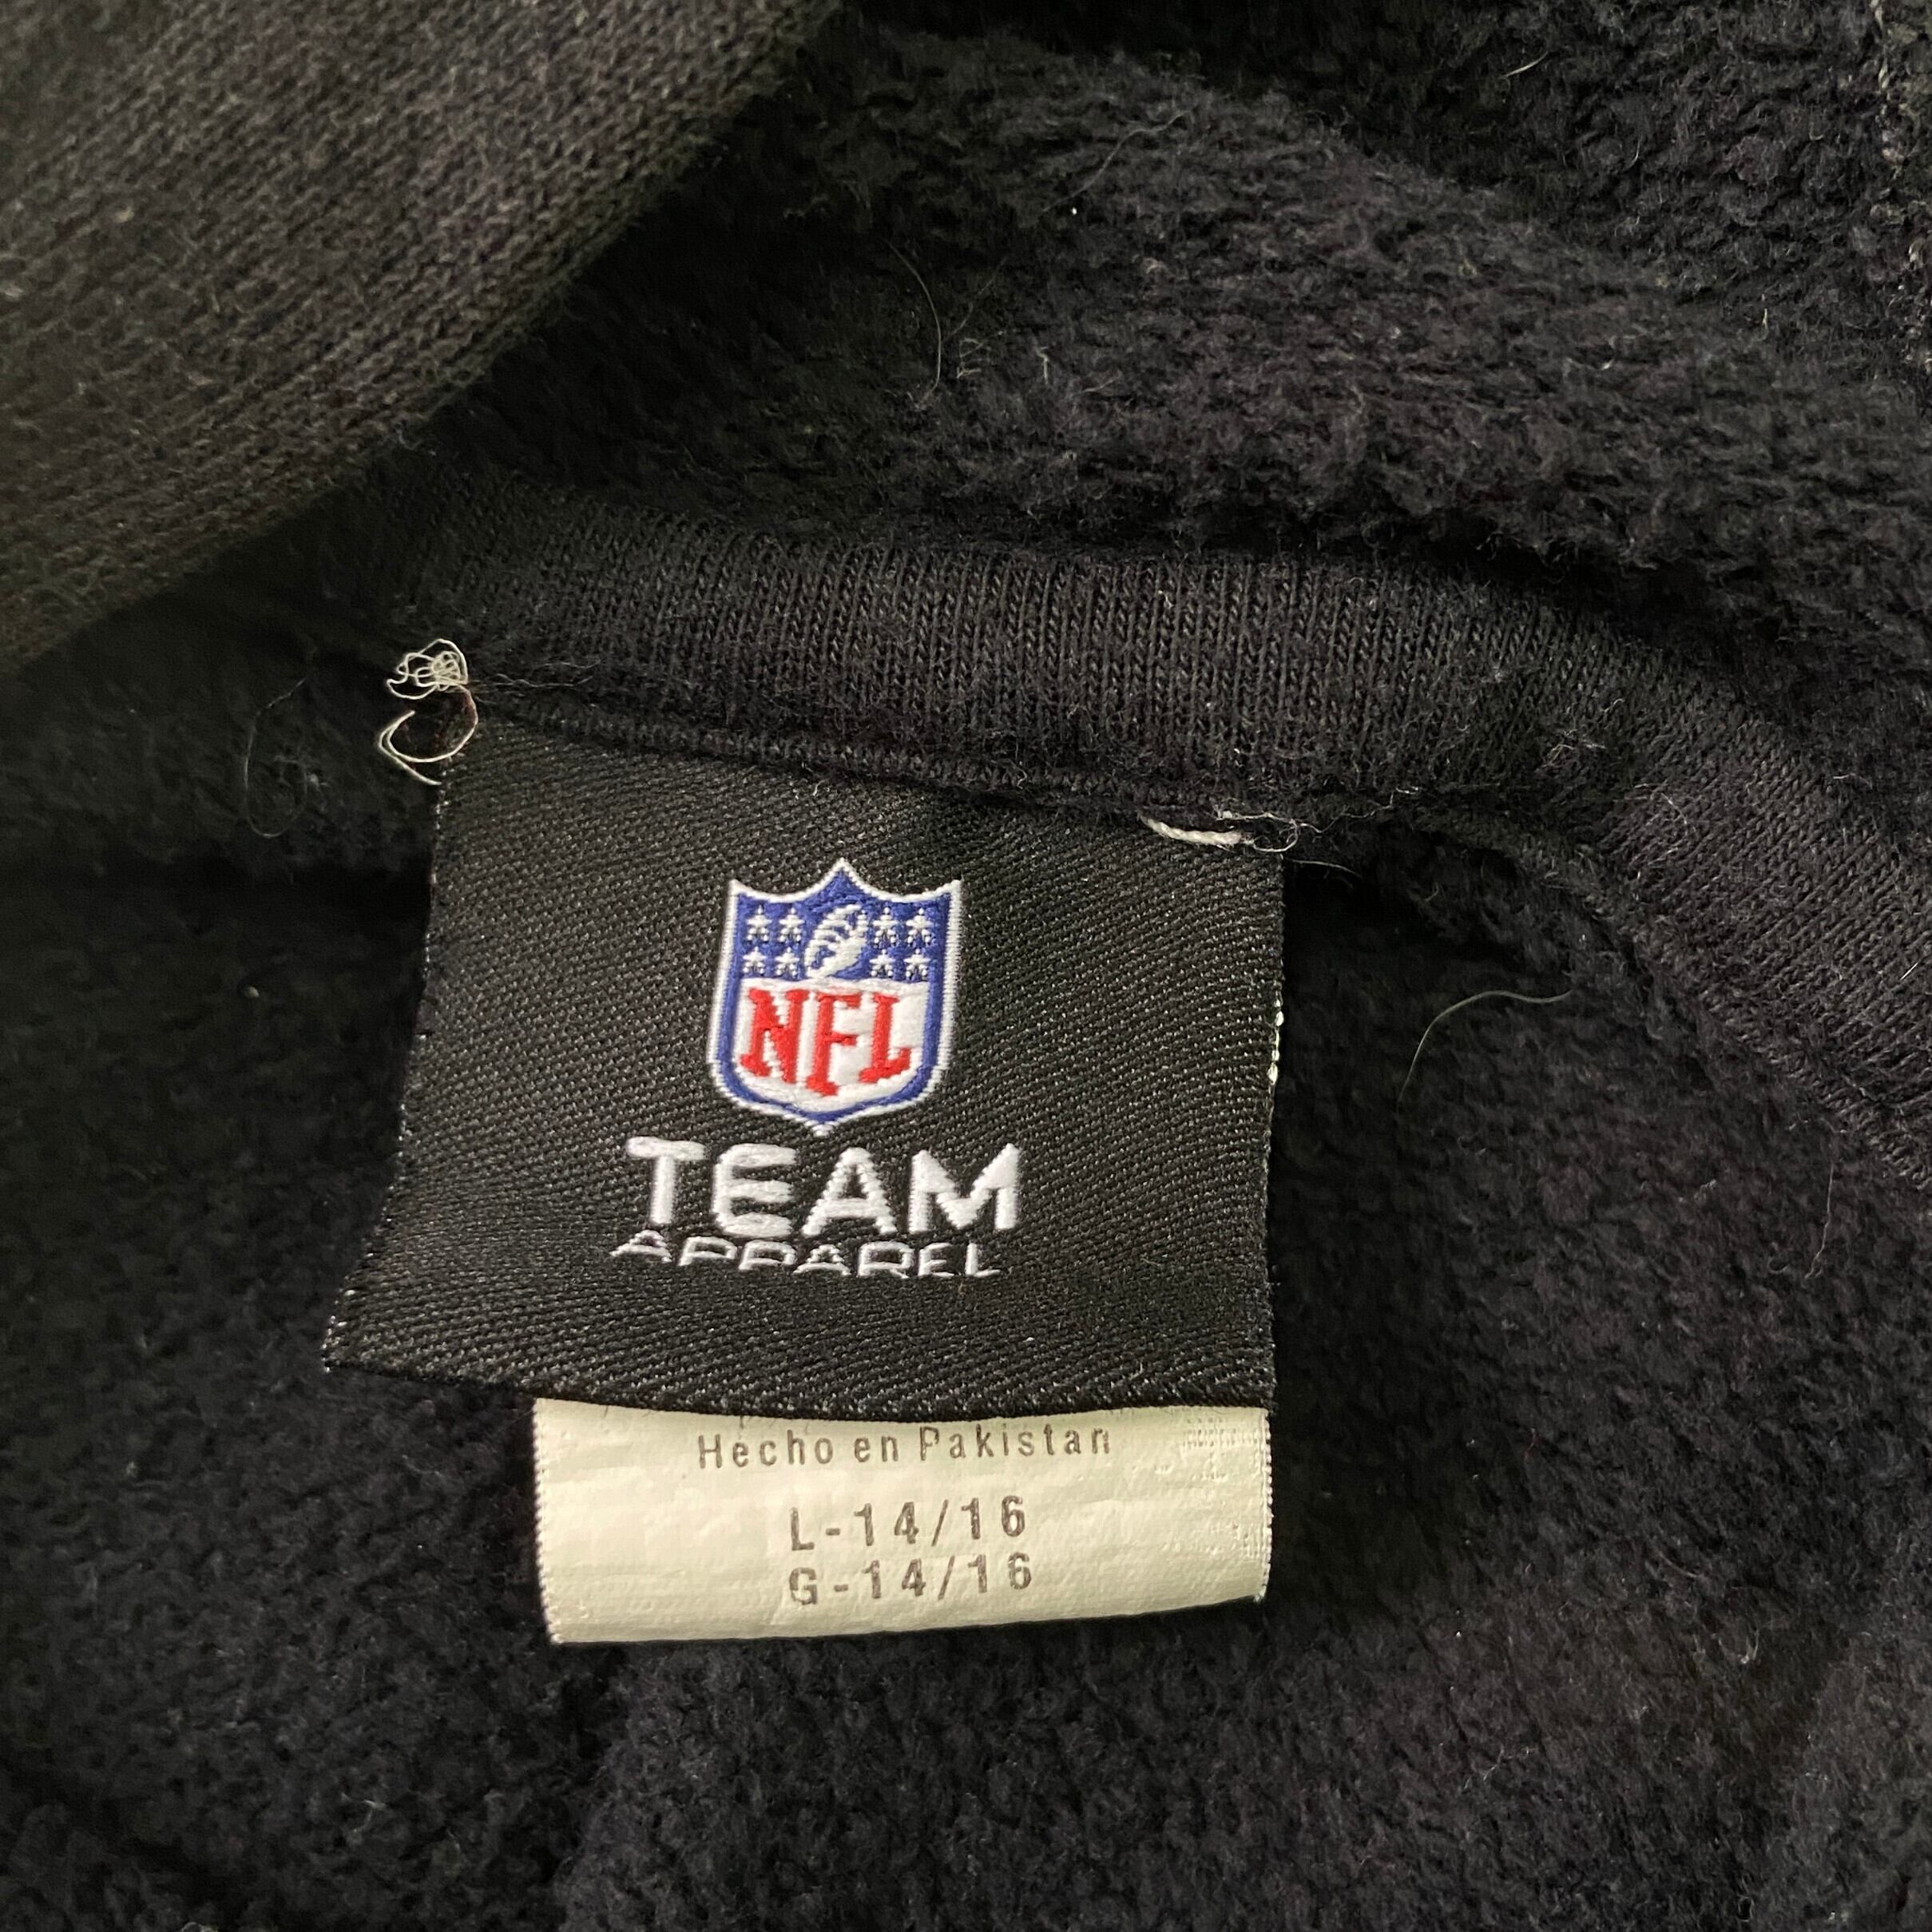 NFL
TEAM
APPAREL
Hecho en Pakistan
L-14/16
G-14/16